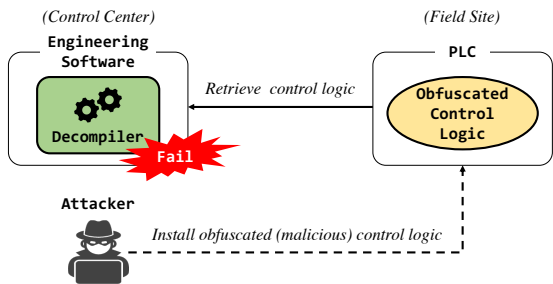 (Control Center)
(Field Site)
Engineering
Software
PLC
Decompiler
Fail
Retrieve control logic
Obfuscated
Control
Logic
Attacker
Install obfuscated (malicious) control logic